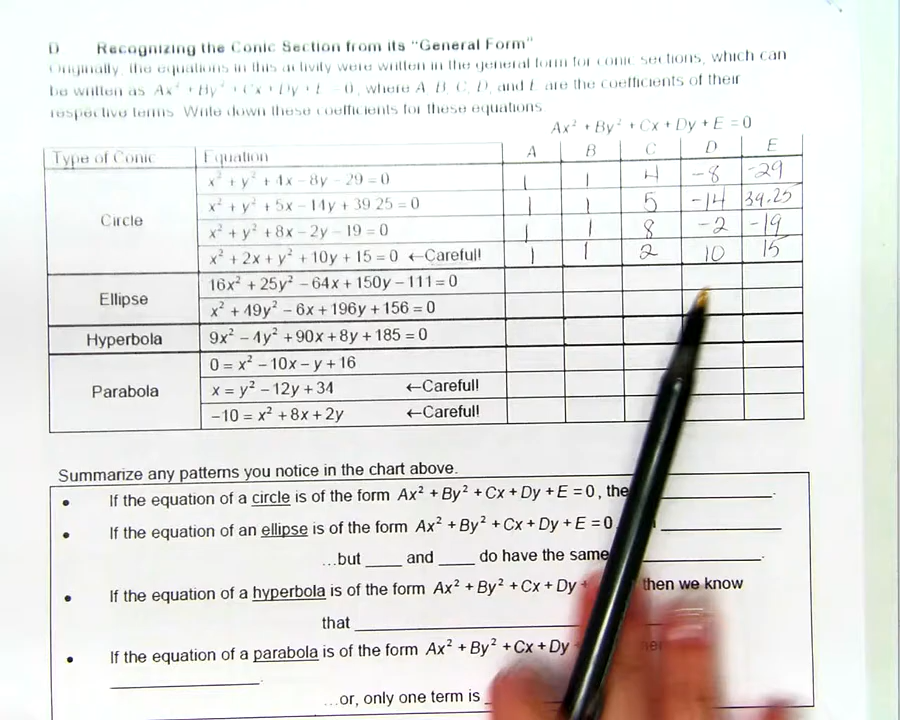 D Recognizing the Conic Section from its "General Form"
Originally, the equations in this activity were written in the general form for conic sections, which can
be written as Ax² + By² + Cx + Dy + E = 0, where A, B, C, D, and E are the coefficients of their
respective terms. Write down these coefficients for these equations.
Ax² + By² + Cx + Dy + E = 0
Type of Conic Equation A B C D E
Circle
x² + y² + 4x − 8y − 29 = 0 1 1 4 −8 −29
x² + y² + 5x − 14y + 39.25 = 0 1 1 5 −14 39.25
x² + y² + 8x − 2y − 19 = 0 1 1 8 −2 −19
x² + 2x + y² + 10y + 15 = 0 ←Careful! 1 1 2 10 15
Ellipse
16x² + 25y² − 64x + 150y − 111 = 0
x² + 49y² − 6x + 196y + 156 = 0
Hyperbola 9x² − 4y² + 90x + 8y + 185 = 0
Parabola
0 = x² − 10x − y + 16
x = y² − 12y + 34 ←Careful!
−10 = x² + 8x + 2y ←Careful!
Summarize any patterns you notice in the chart above.
• If the equation of a circle is of the form Ax² + By² + Cx + Dy + E = 0, the ____.
• If the equation of an ellipse is of the form Ax² + By² + Cx + Dy + E = 0 ____
…but ____ and ____ do have the same ____.
• If the equation of a hyperbola is of the form Ax² + By² + Cx + Dy + then we know
that ____
• If the equation of a parabola is of the form Ax² + By² + Cx + Dy
____.
…or, only one term is ____